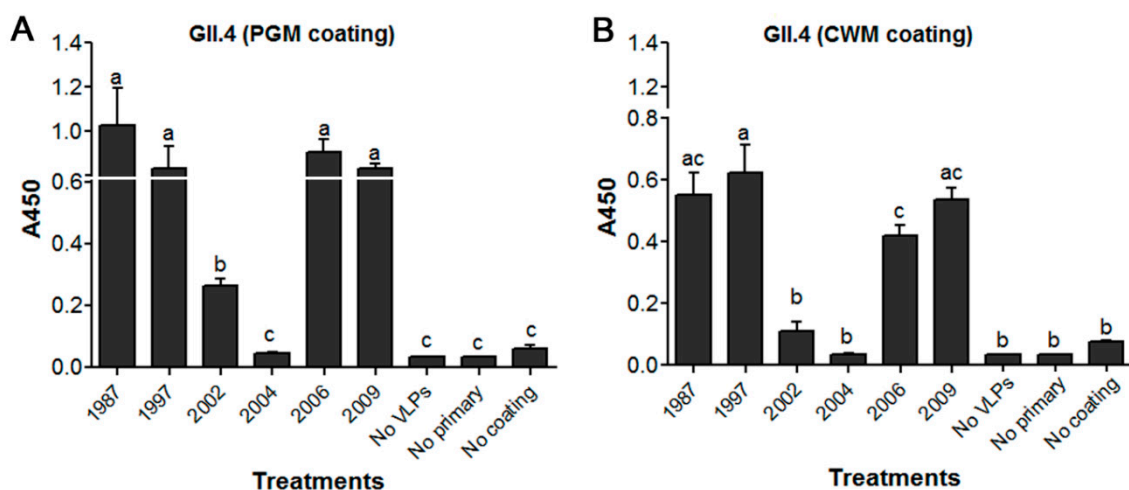 A
GII.4 (PGM coating)
1.4
1.2
1.0
0.6
0.4
0.2
0.0
A450
a
a
b
c
a
a
c
c
c
1987
1997
2002
2004
2006
2009
No VLPs
No primary
No coating
Treatments
B
GII.4 (CWM coating)
1.4
1.2
1.0
0.8
0.6
0.4
0.2
0.0
A450
ac
a
b
b
c
ac
b
b
b
1987
1997
2002
2004
2006
2009
No VLPs
No primary
No coating
Treatments